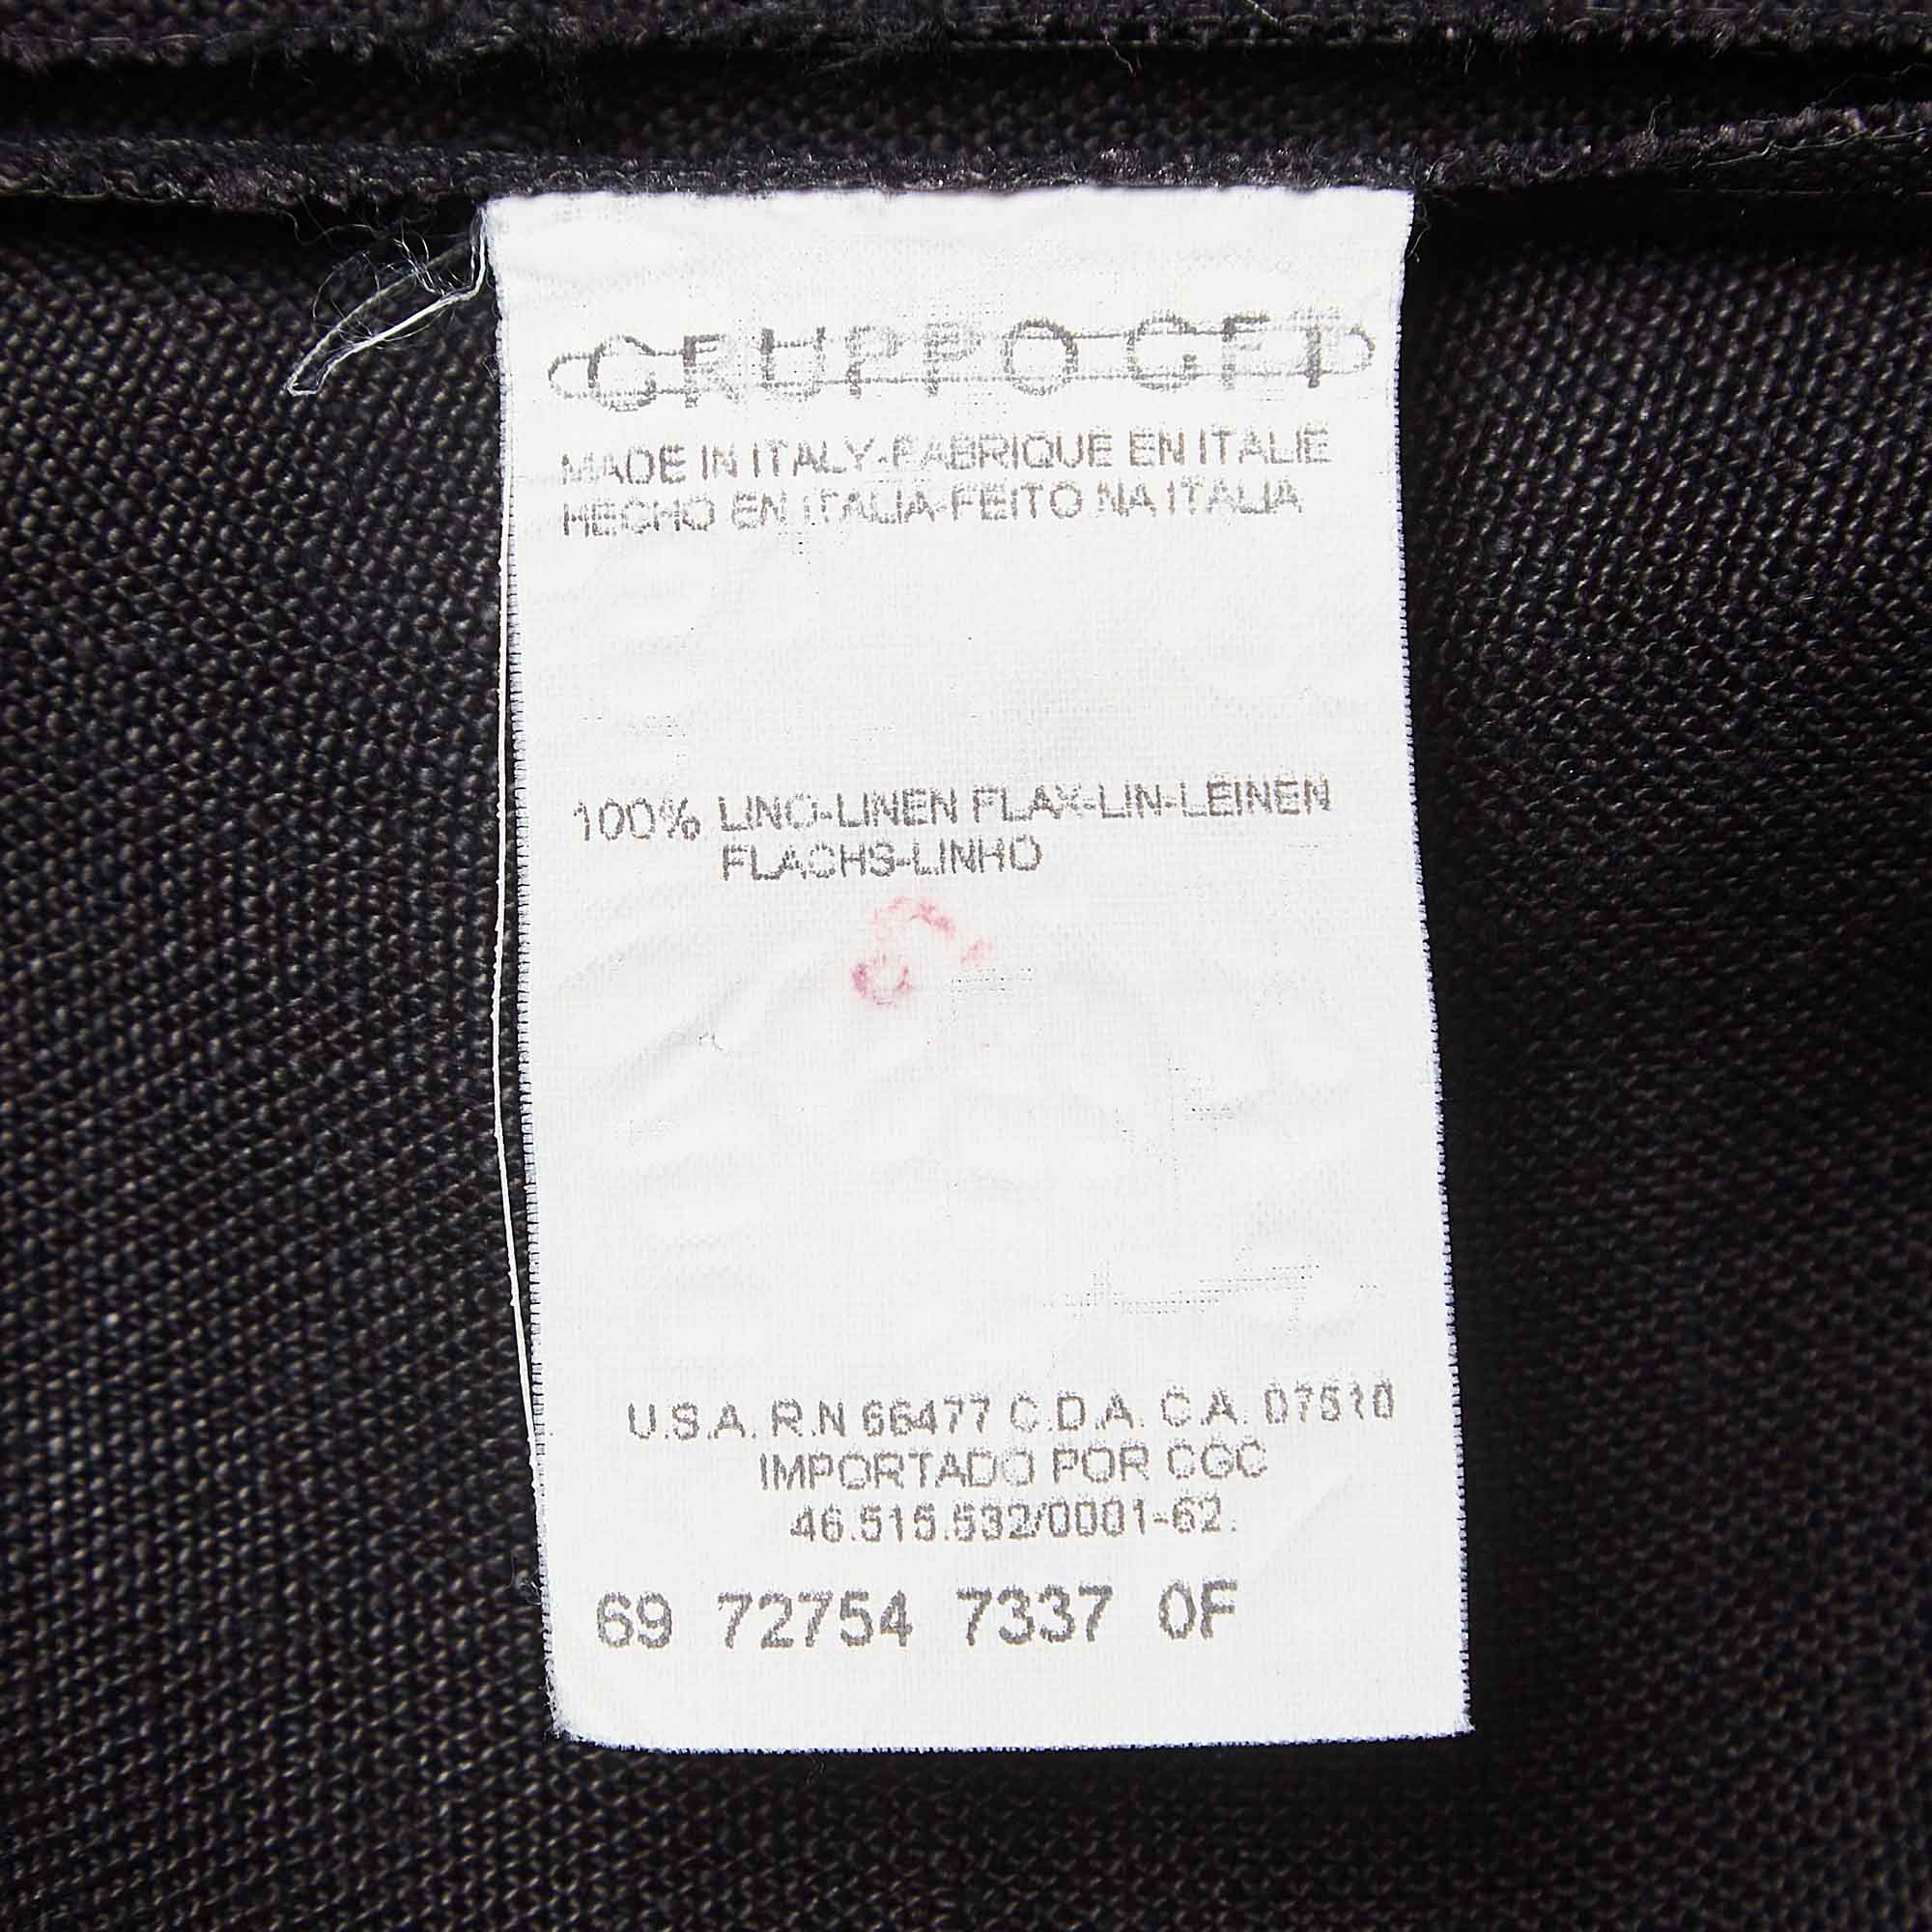 GRUPPO GFT
MADE IN ITALY-FABRIQUE EN ITALIE
HECHO EN ITALIA-FEITO NA ITALIA
100% LINO-LINEN FLAX-LIN-LEINEN
FLACHS-LINHO
U.S.A. R.N 66477 C.D.A. C.A. 07510
IMPORTADO POR CGC
46.515.532/0001-62.
69 72754 7337 0F